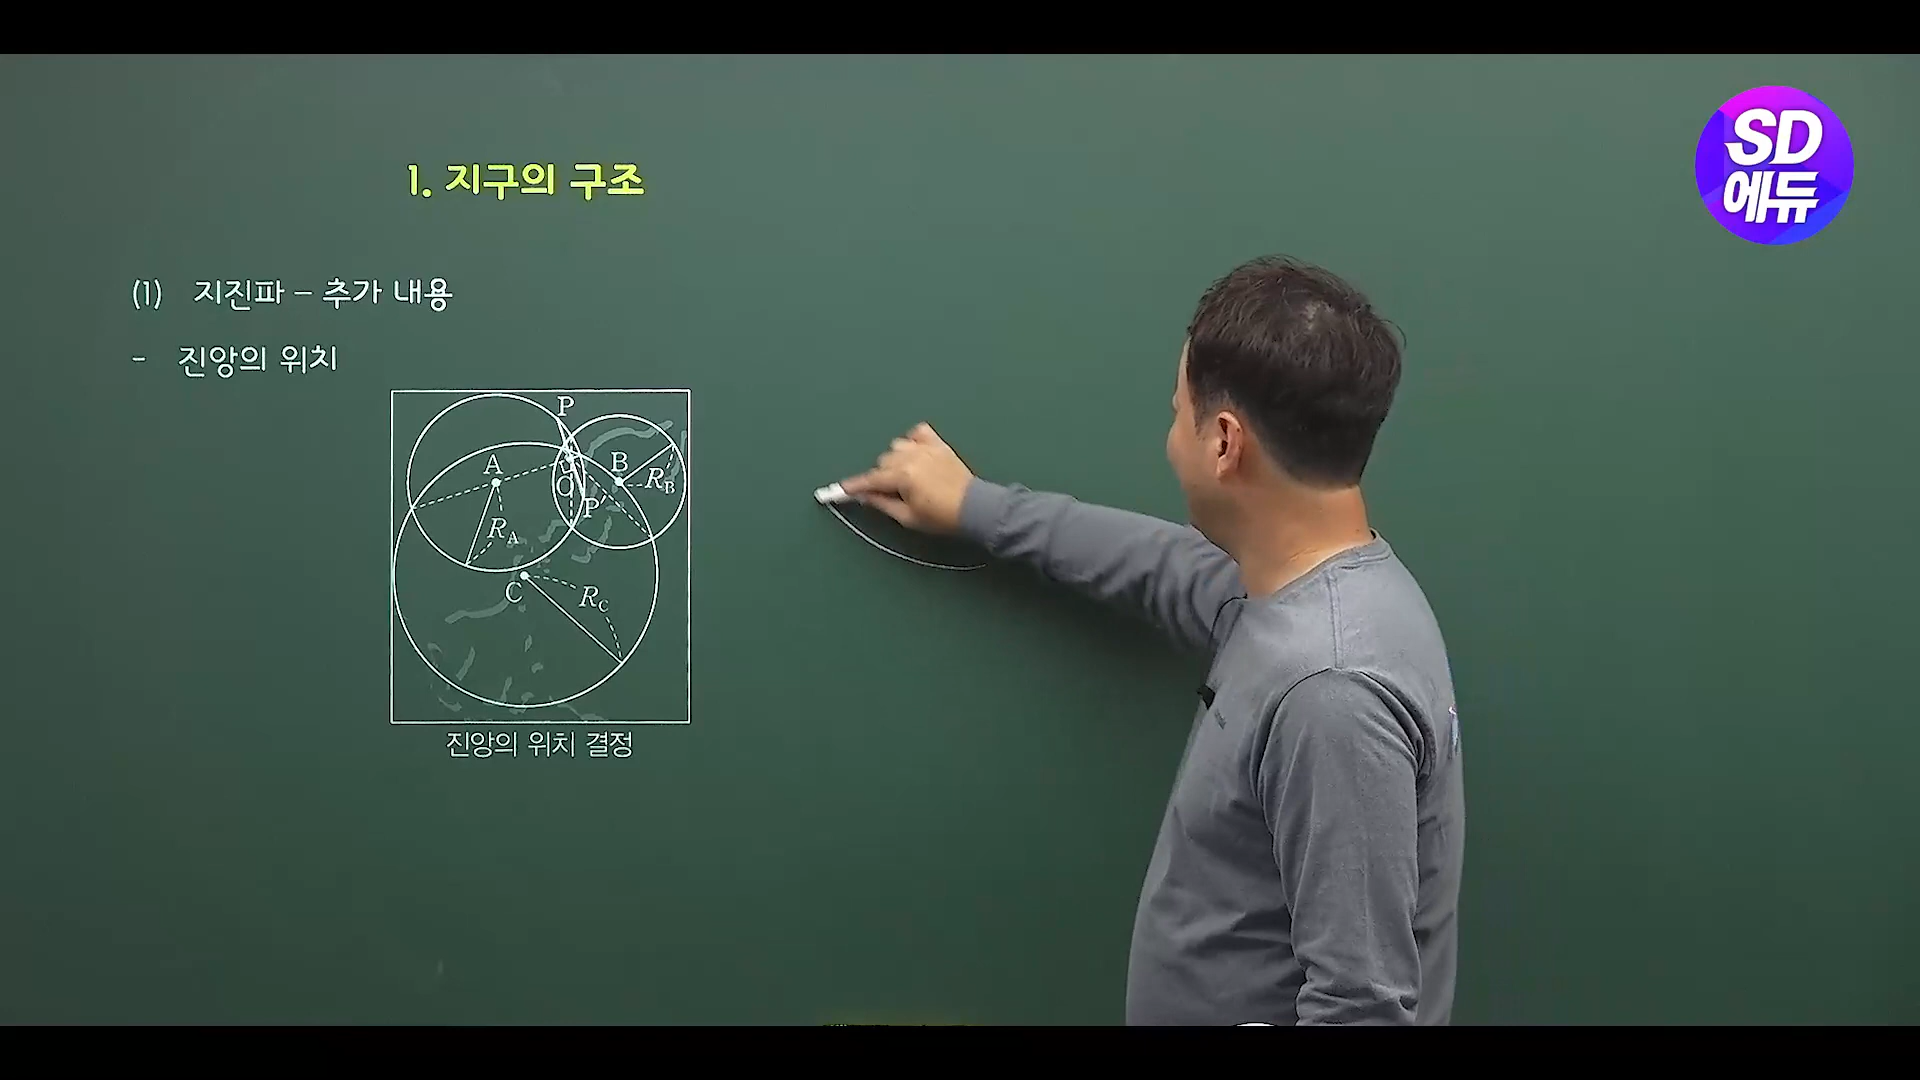 SD
에듀
1. 지구의 구조
(1) 지진파 – 추가 내용
- 진앙의 위치
P
A
B
R_B
O
P'
R_A
C
R_C
진앙의 위치 결정